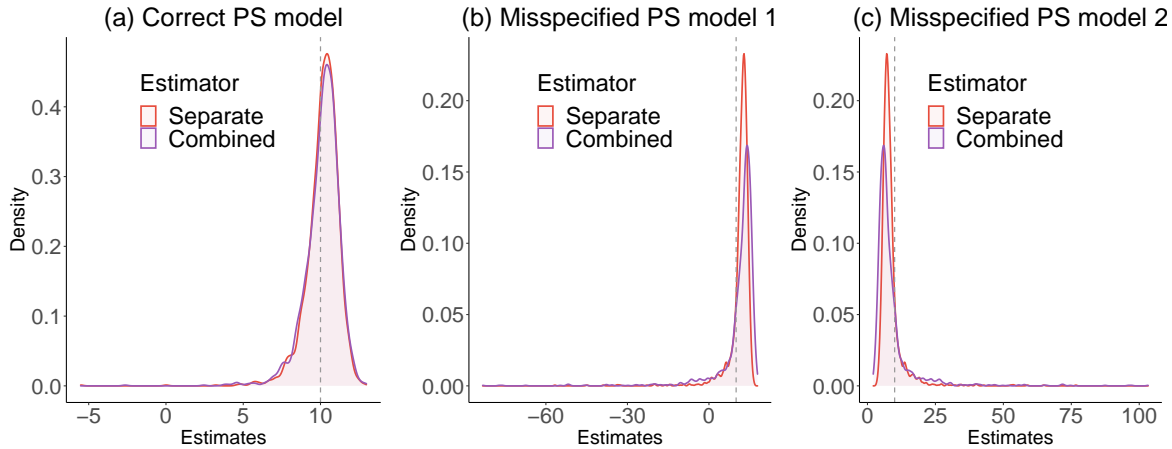 (a) Correct PS model
Density
0.4
0.3
0.2
0.1
0.0
Estimator
Separate
Combined
−5
0
5
10
Estimates
(b) Misspecified PS model 1
Density
0.20
0.15
0.10
0.05
0.00
Estimator
Separate
Combined
−60
−30
0
Estimates
(c) Misspecified PS model 2
Density
0.20
0.15
0.10
0.05
0.00
Estimator
Separate
Combined
0
25
50
75
100
Estimates